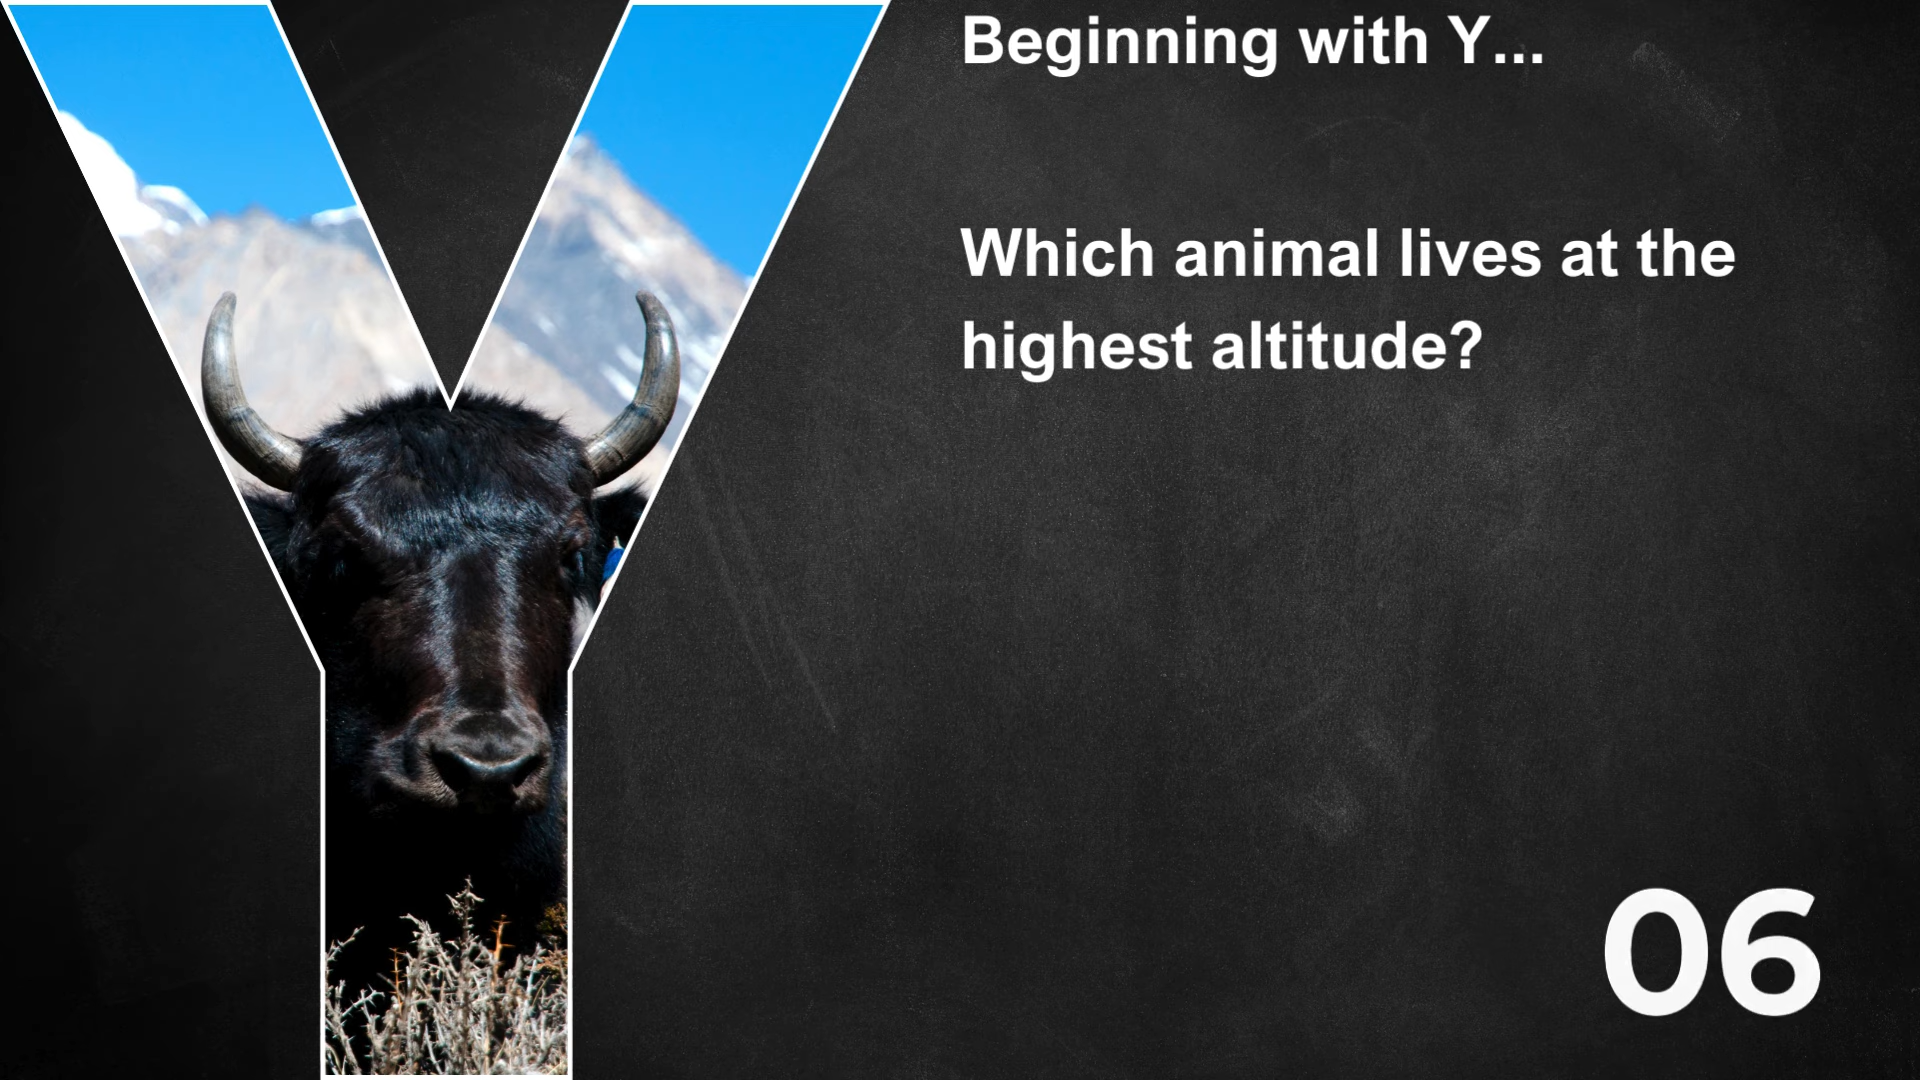 Beginning with Y...
Which animal lives at the
highest altitude?
06